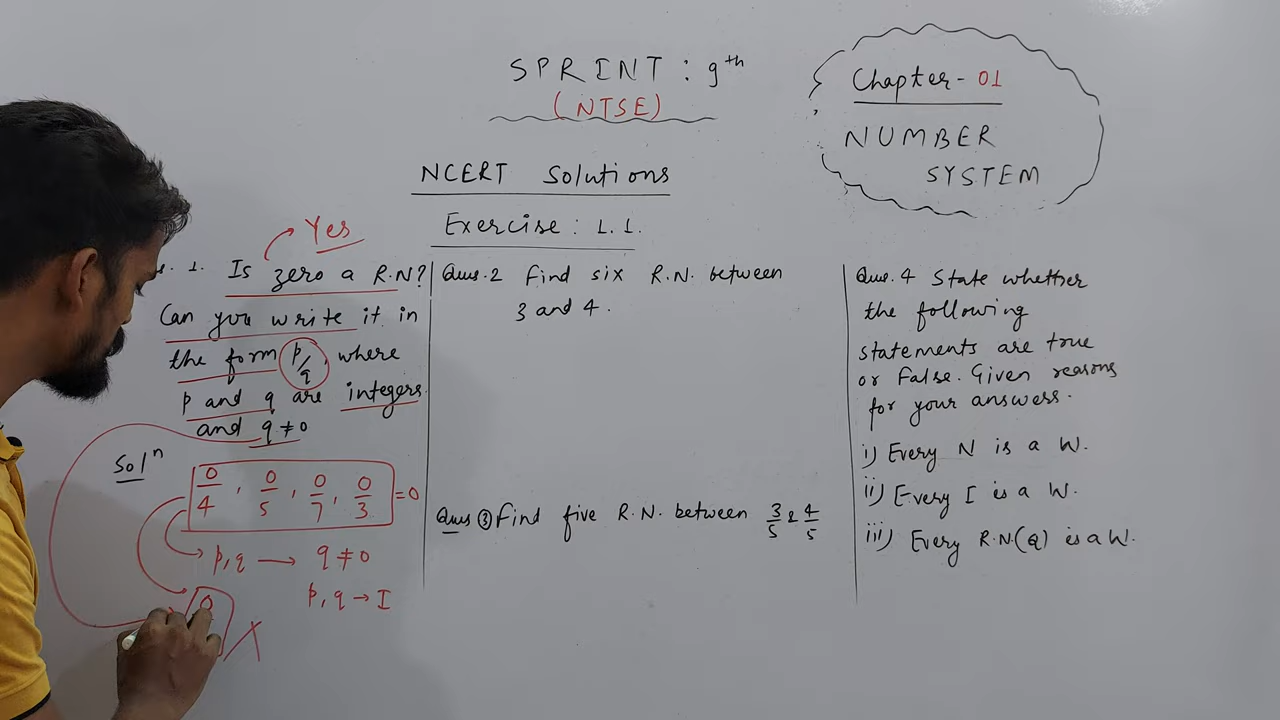 SPRINT : 9th
(NTSE)
Chapter - 01
NUMBER
SYSTEM
NCERT Solutions
Exercise : 1.1.
Yes
1. Is zero a R.N?
Can you write it in
the form p/q, where
p and q are integers
and q ≠ 0
Solⁿ
0/4, 0/5, 0/7, 0/3 = 0
p,q → q ≠ 0
p, q → I
0
X
Ques.2 Find six R.N. between
3 and 4.
Ques ③ Find five R.N. between 3/5 & 4/5
Ques.4 State whether
the following
statements are true
or False. Given reasons
for your answers.
i) Every N is a W.
ii) Every I is a W.
iii) Every R.N(Q) is a W.